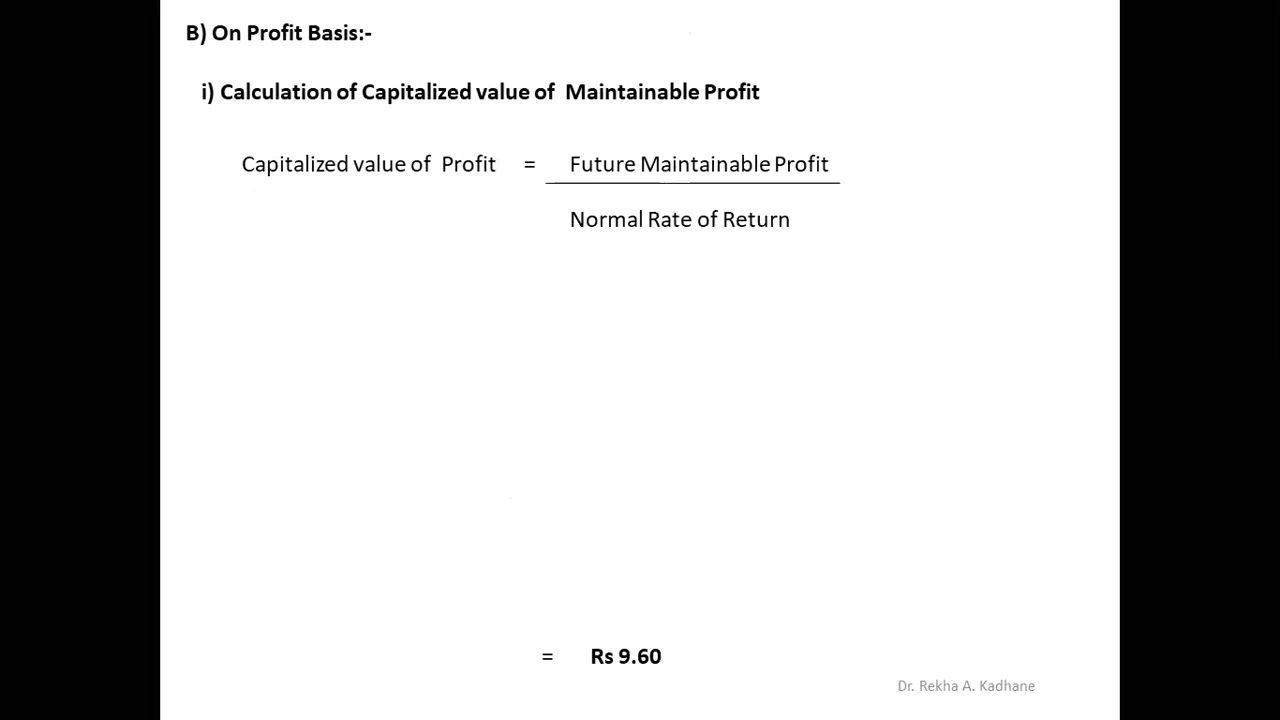 B) On Profit Basis:-
i) Calculation of Capitalized value of Maintainable Profit
Capitalized value of Profit = Future Maintainable Profit
Normal Rate of Return
= Rs 9.60
Dr. Rekha A. Kadhane